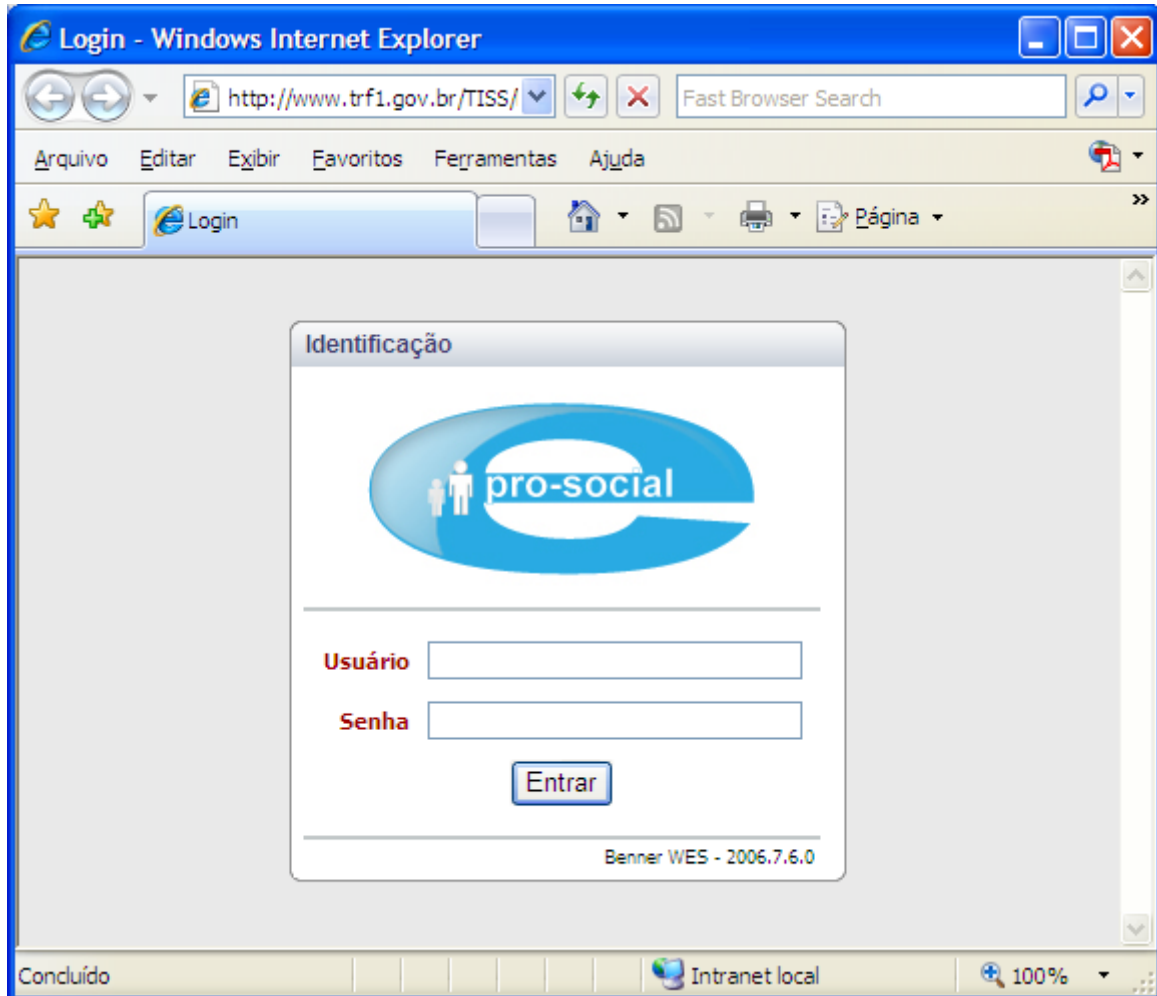 Login - Windows Internet Explorer
http://www.trf1.gov.br/TISS/ Fast Browser Search
Arquivo Editar Exibir Favoritos Ferramentas Ajuda
Login Página »
Identificação
pro-social
Usuário
Senha
Entrar
Benner WES - 2006.7.6.0
Concluído Intranet local 100%